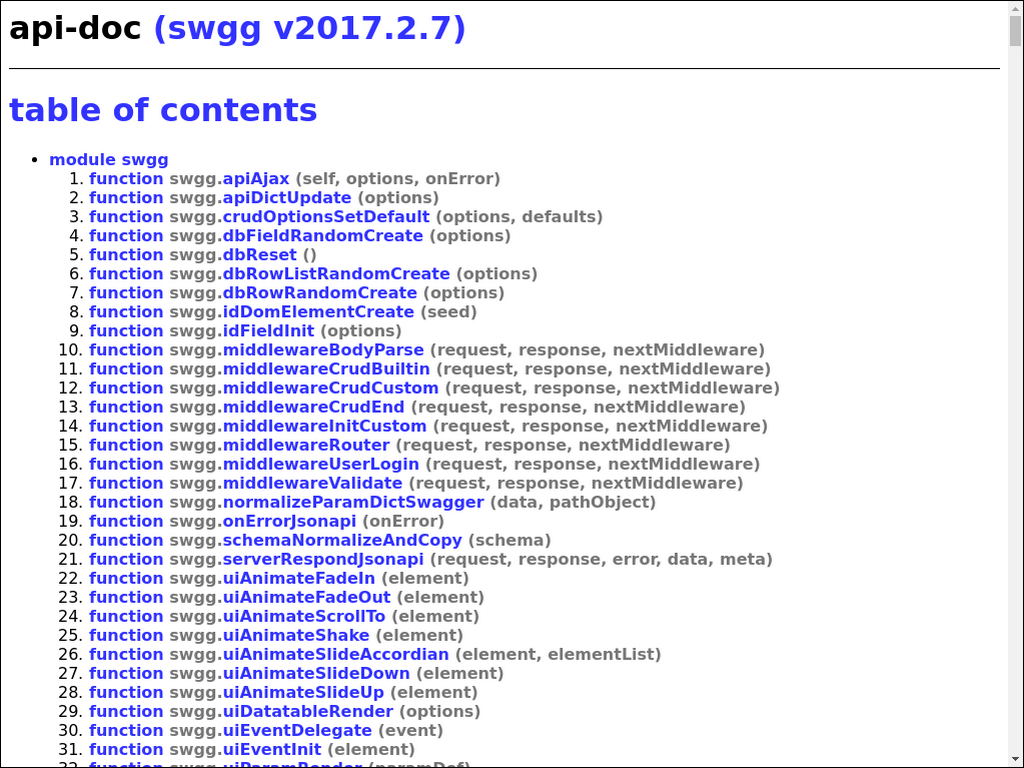 api-doc (swgg v2017.2.7)
table of contents
• module swgg
1. function swgg.apiAjax (self, options, onError)
2. function swgg.apiDictUpdate (options)
3. function swgg.crudOptionsSetDefault (options, defaults)
4. function swgg.dbFieldRandomCreate (options)
5. function swgg.dbReset ()
6. function swgg.dbRowListRandomCreate (options)
7. function swgg.dbRowRandomCreate (options)
8. function swgg.idDomElementCreate (seed)
9. function swgg.idFieldInit (options)
10. function swgg.middlewareBodyParse (request, response, nextMiddleware)
11. function swgg.middlewareCrudBuiltin (request, response, nextMiddleware)
12. function swgg.middlewareCrudCustom (request, response, nextMiddleware)
13. function swgg.middlewareCrudEnd (request, response, nextMiddleware)
14. function swgg.middlewareInitCustom (request, response, nextMiddleware)
15. function swgg.middlewareRouter (request, response, nextMiddleware)
16. function swgg.middlewareUserLogin (request, response, nextMiddleware)
17. function swgg.middlewareValidate (request, response, nextMiddleware)
18. function swgg.normalizeParamDictSwagger (data, pathObject)
19. function swgg.onErrorJsonapi (onError)
20. function swgg.schemaNormalizeAndCopy (schema)
21. function swgg.serverRespondJsonapi (request, response, error, data, meta)
22. function swgg.uiAnimateFadeIn (element)
23. function swgg.uiAnimateFadeOut (element)
24. function swgg.uiAnimateScrollTo (element)
25. function swgg.uiAnimateShake (element)
26. function swgg.uiAnimateSlideAccordian (element, elementList)
27. function swgg.uiAnimateSlideDown (element)
28. function swgg.uiAnimateSlideUp (element)
29. function swgg.uiDatatableRender (options)
30. function swgg.uiEventDelegate (event)
31. function swgg.uiEventInit (element)
32. function swgg.uiParamRender (paramDef)